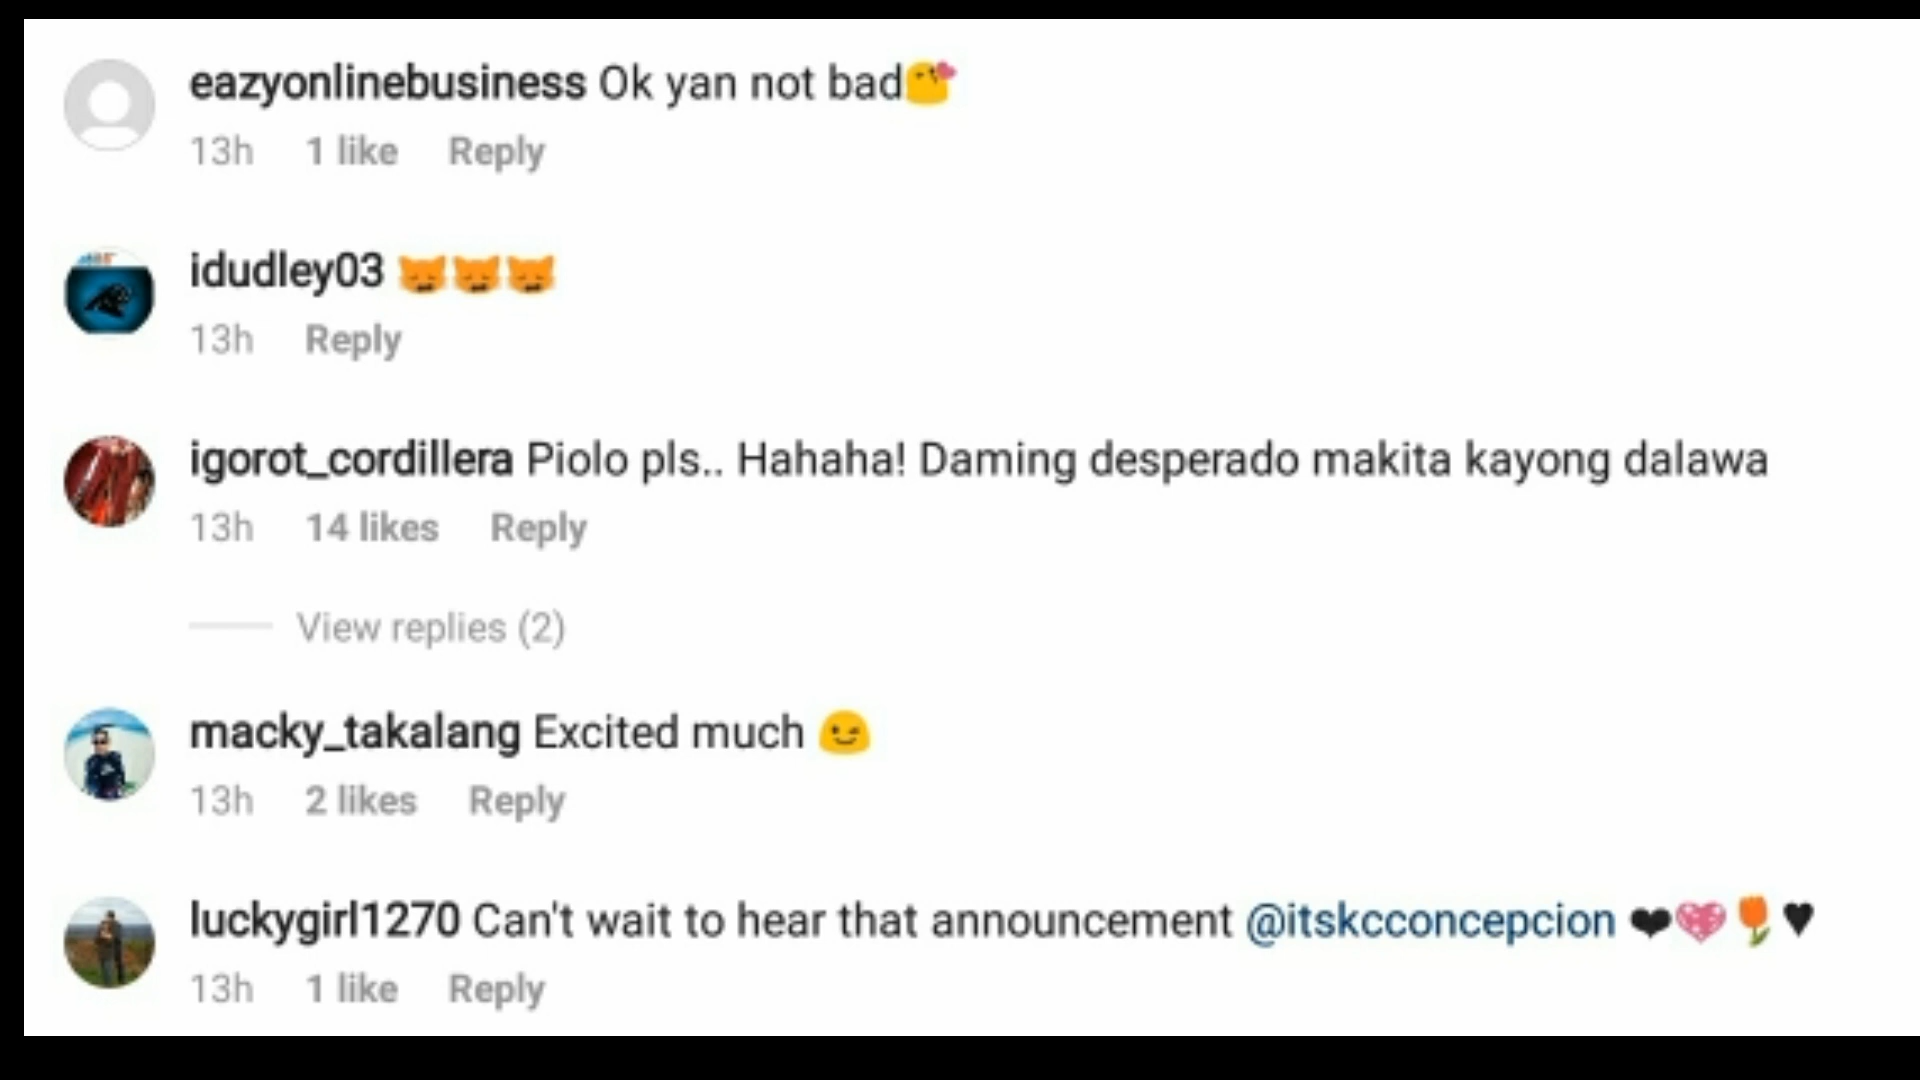 eazyonlinebusiness Ok yan not bad😘
13h 1 like Reply
idudley03 😿😿😿
13h Reply
igorot_cordillera Piolo pls.. Hahaha! Daming desperado makita kayong dalawa
13h 14 likes Reply
View replies (2)
macky_takalang Excited much 😉
13h 2 likes Reply
luckygirl1270 Can't wait to hear that announcement @itskcconcepcion ❤💖🌷♥
13h 1 like Reply